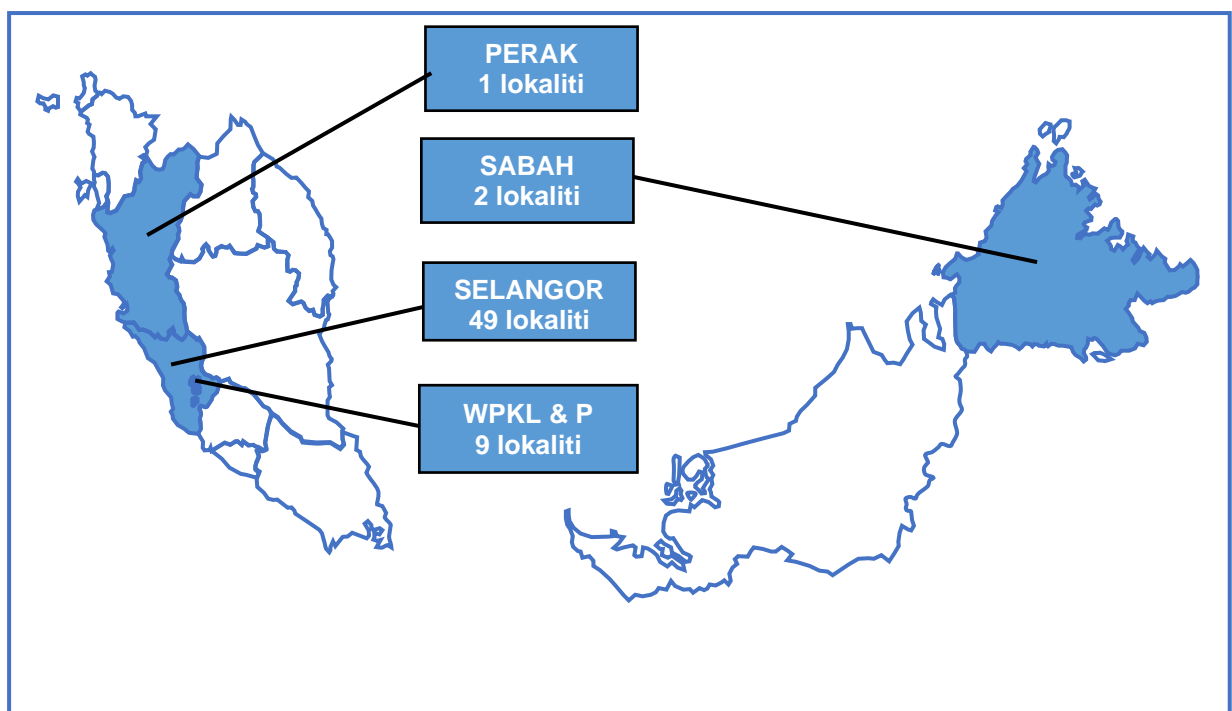 PERAK
1 lokaliti
SABAH
2 lokaliti
SELANGOR
49 lokaliti
WPKL & P
9 lokaliti